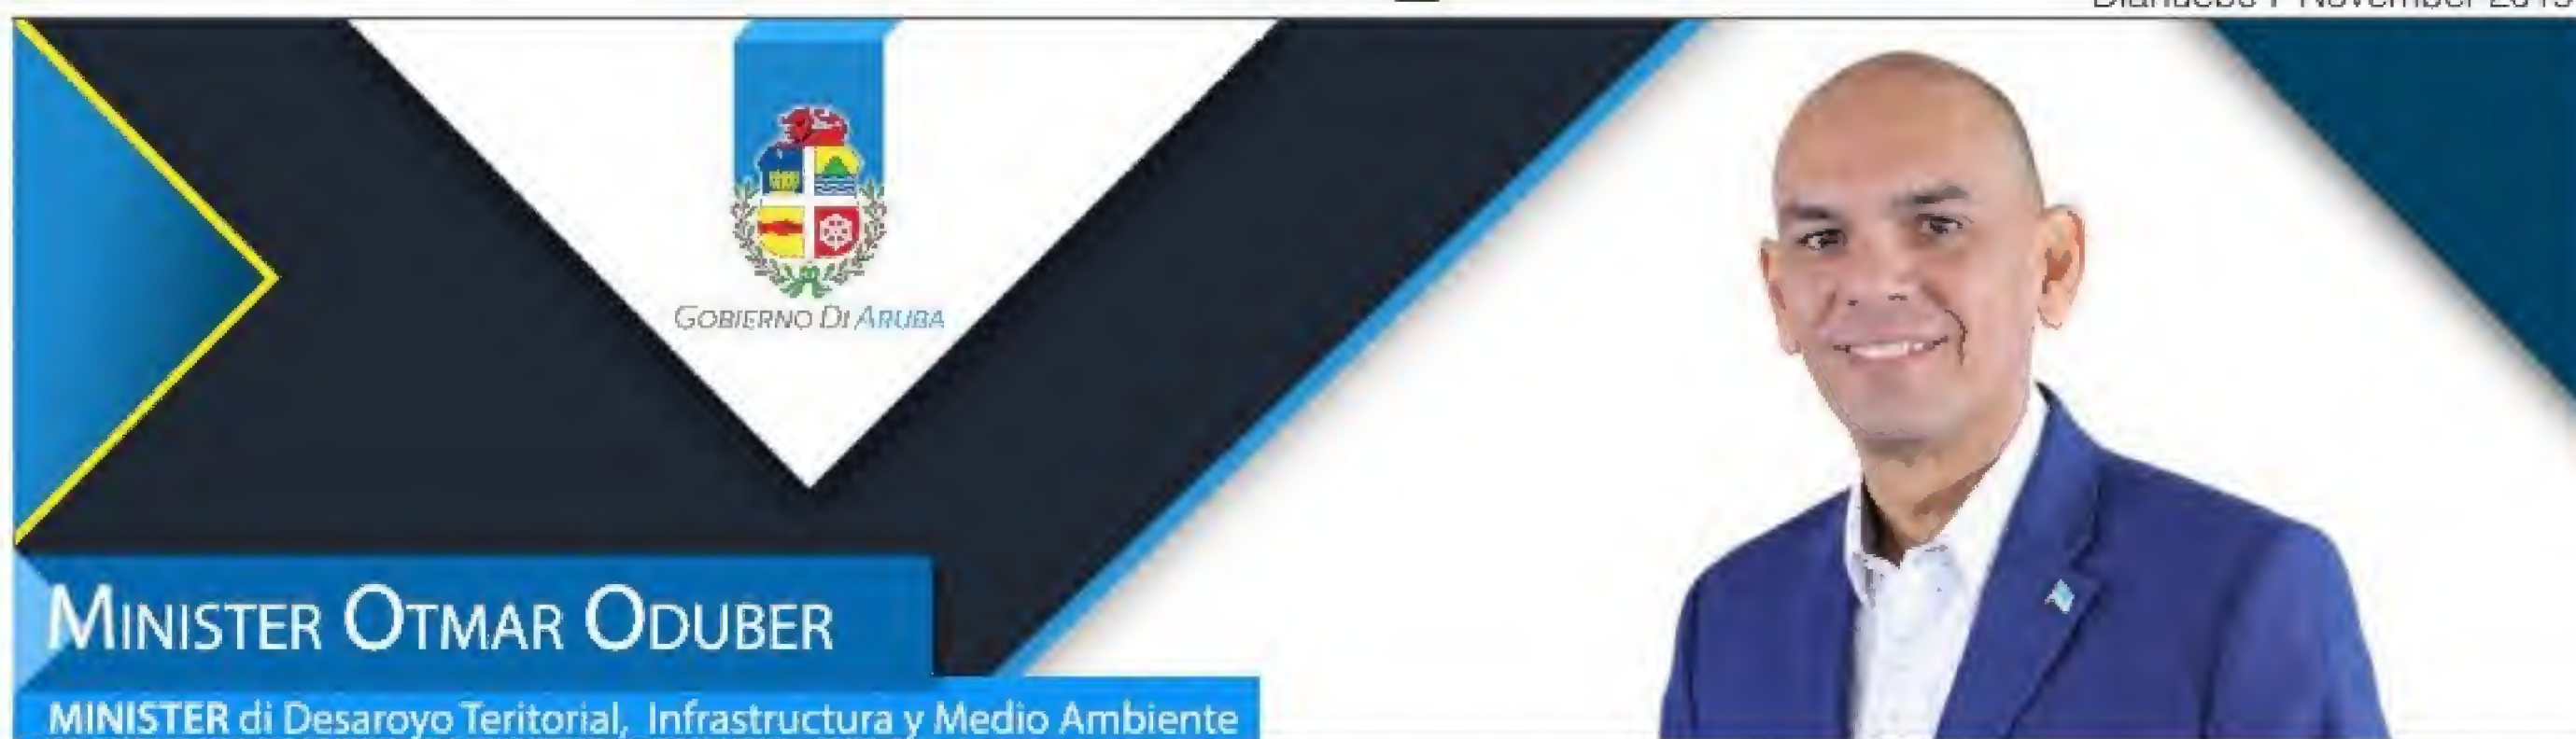 GOBIERNO DI ARUBA
MINISTER OTMAR ODUBER
MINISTER di Desaroyo Teritorial, Infrastructura y Medio Ambiente